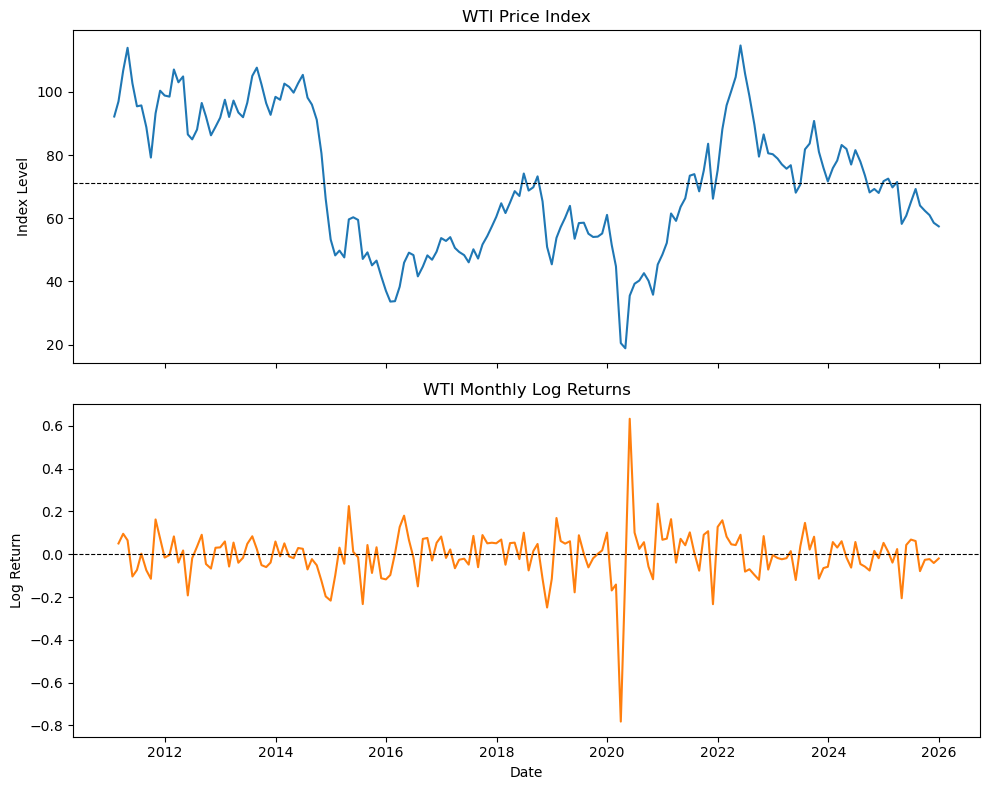 WTI Price Index
Index Level
100
80
60
40
20
WTI Monthly Log Returns
Log Return
0.6
0.4
0.2
0.0
−0.2
−0.4
−0.6
−0.8
2012 2014 2016 2018 2020 2022 2024 2026
Date